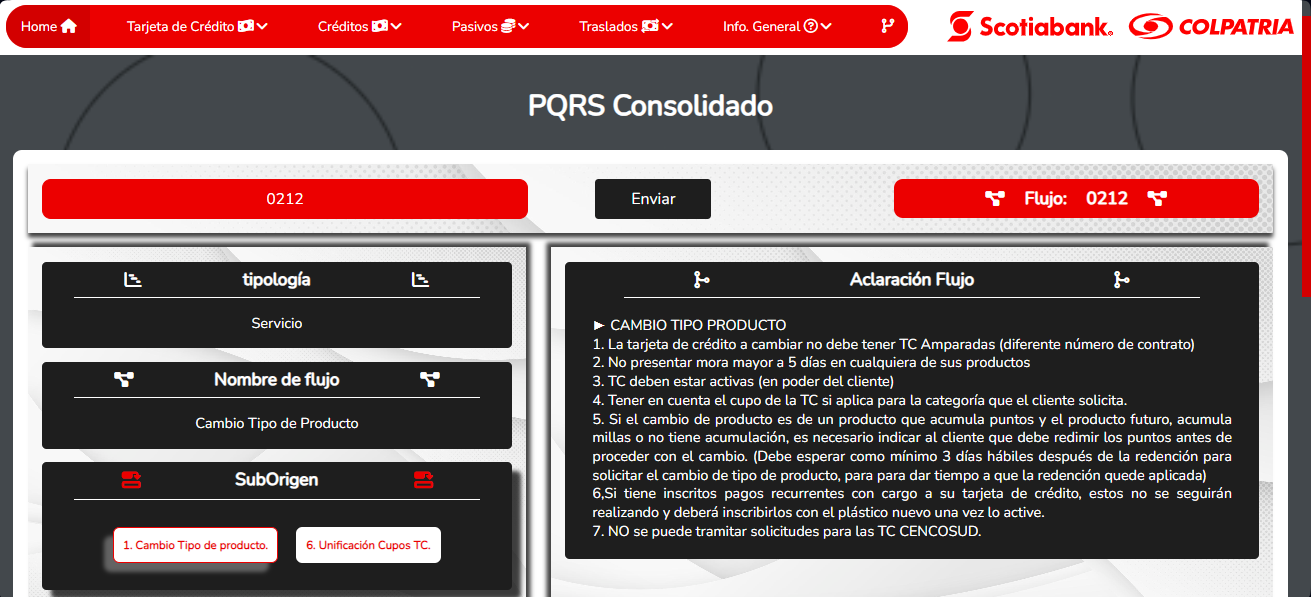 Home Tarjeta de Crédito Créditos Pasivos Traslados Info. General Scotiabank® COLPATRIA
PQRS Consolidado
0212 Enviar Flujo: 0212
tipología
Servicio
Nombre de flujo
Cambio Tipo de Producto
SubOrigen
1. Cambio Tipo de producto. 6. Unificación Cupos TC.
Aclaración Flujo
► CAMBIO TIPO PRODUCTO
1. La tarjeta de crédito a cambiar no debe tener TC Amparadas (diferente número de contrato)
2. No presentar mora mayor a 5 días en cualquiera de sus productos
3. TC deben estar activas (en poder del cliente)
4. Tener en cuenta el cupo de la TC si aplica para la categoría que el cliente solicita.
5. Si el cambio de producto es de un producto que acumula puntos y el producto futuro, acumula
millas o no tiene acumulación, es necesario indicar al cliente que debe redimir los puntos antes de
proceder con el cambio. (Debe esperar como mínimo 3 días hábiles después de la redención para
solicitar el cambio de tipo de producto, para para dar tiempo a que la redención quede aplicada)
6,Si tiene inscritos pagos recurrentes con cargo a su tarjeta de crédito, estos no se seguirán
realizando y deberá inscribirlos con el plástico nuevo una vez lo active.
7. NO se puede tramitar solicitudes para las TC CENCOSUD.